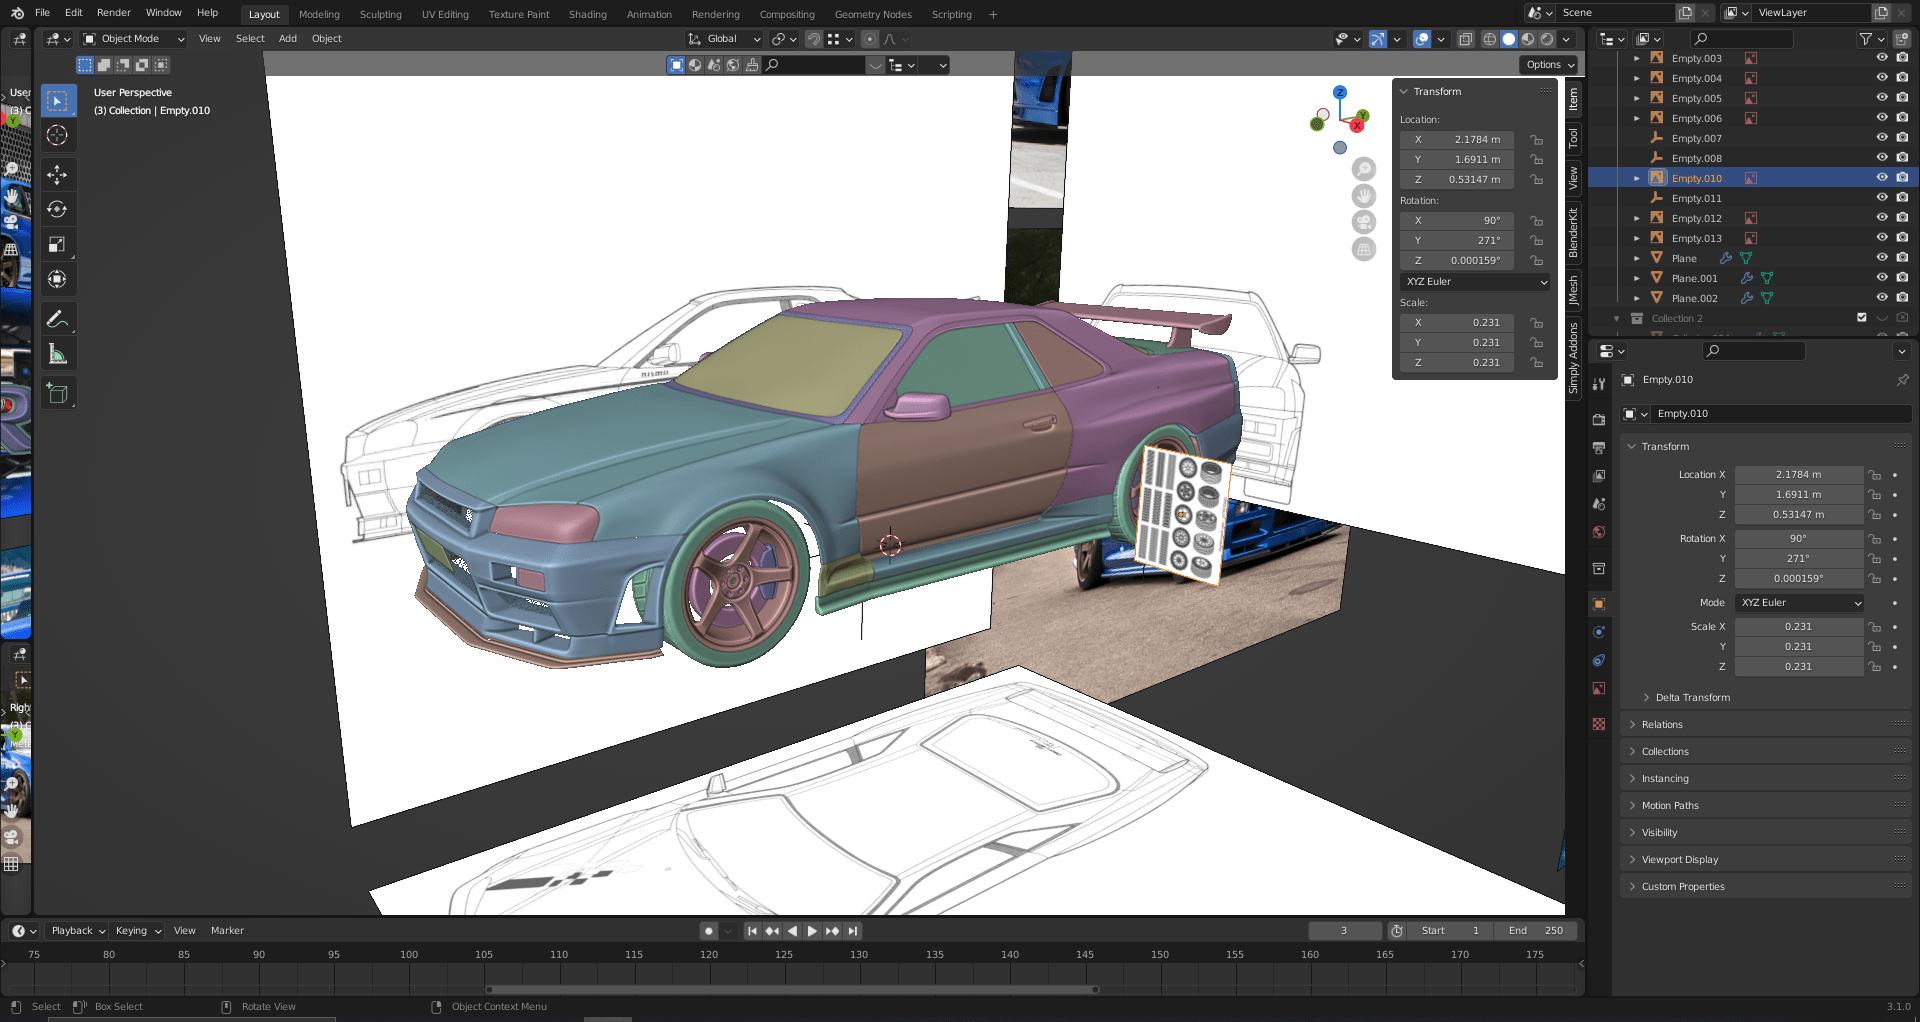 File Edit Render Window Help Layout Modeling Sculpting UV Editing Texture Paint Shading Animation Rendering Compositing Geometry Nodes Scripting + Scene ViewLayer
Object Mode View Select Add Object Global
Options
User Perspective
(3) Collection | Empty.010
Transform
Location:
X 2.1784 m
Y 1.6911 m
Z 0.53147 m
Rotation:
X 90°
Y 271°
Z 0.000159°
XYZ Euler
Scale:
X 0.231
Y 0.231
Z 0.231
Item
Tool
View
BlenderKit
JMesh
Simply Addons
Z
Y
X
NISMO
User
(3) C
Y
Right
(3) C
Y
Empty.003
Empty.004
Empty.005
Empty.006
Empty.007
Empty.008
Empty.010
Empty.011
Empty.012
Empty.013
Plane
Plane.001
Plane.002
Collection 2
Empty.010
Empty.010
Transform
Location X 2.1784 m
Y 1.6911 m
Z 0.53147 m
Rotation X 90°
Y 271°
Z 0.000159°
Mode XYZ Euler
Scale X 0.231
Y 0.231
Z 0.231
Delta Transform
Relations
Collections
Instancing
Motion Paths
Visibility
Viewport Display
Custom Properties
Playback Keying View Marker 3 Start 1 End 250
75 80 85 90 95 100 105 110 115 120 125 130 135 140 145 150 155 160 165 170 175
Select Box Select Rotate View Object Context Menu 3.1.0